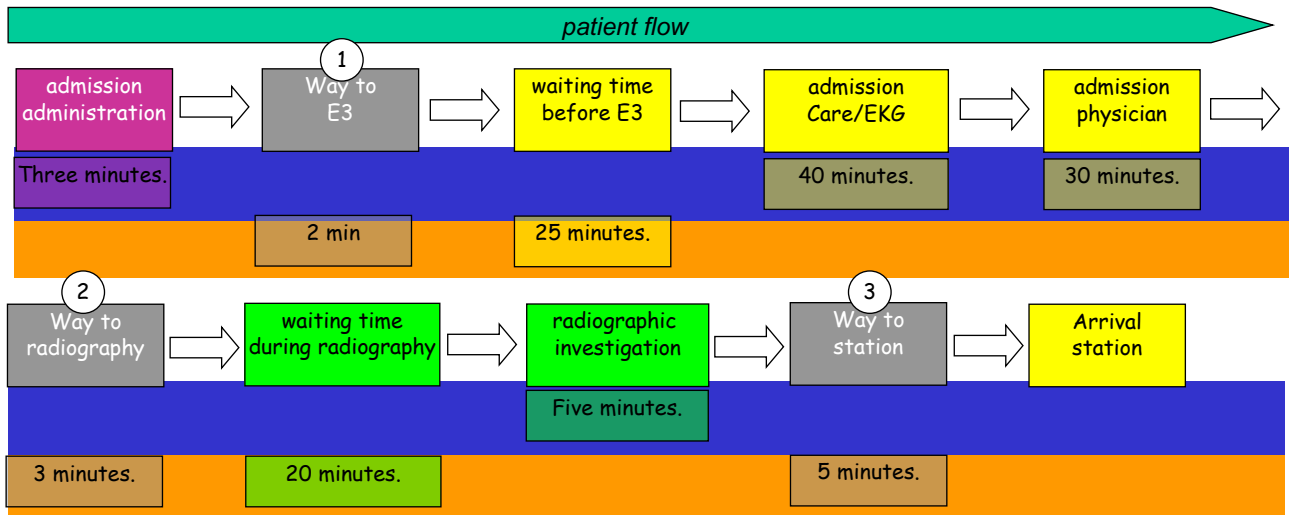 patient flow
1
admission
administration
Way to
E3
waiting time
before E3
admission
Care/EKG
admission
physician
Three minutes.
40 minutes.
30 minutes.
2 min
25 minutes.
2
Way to
radiography
waiting time
during radiography
radiographic
investigation
3
Way to
station
Arrival
station
Five minutes.
3 minutes.
20 minutes.
5 minutes.